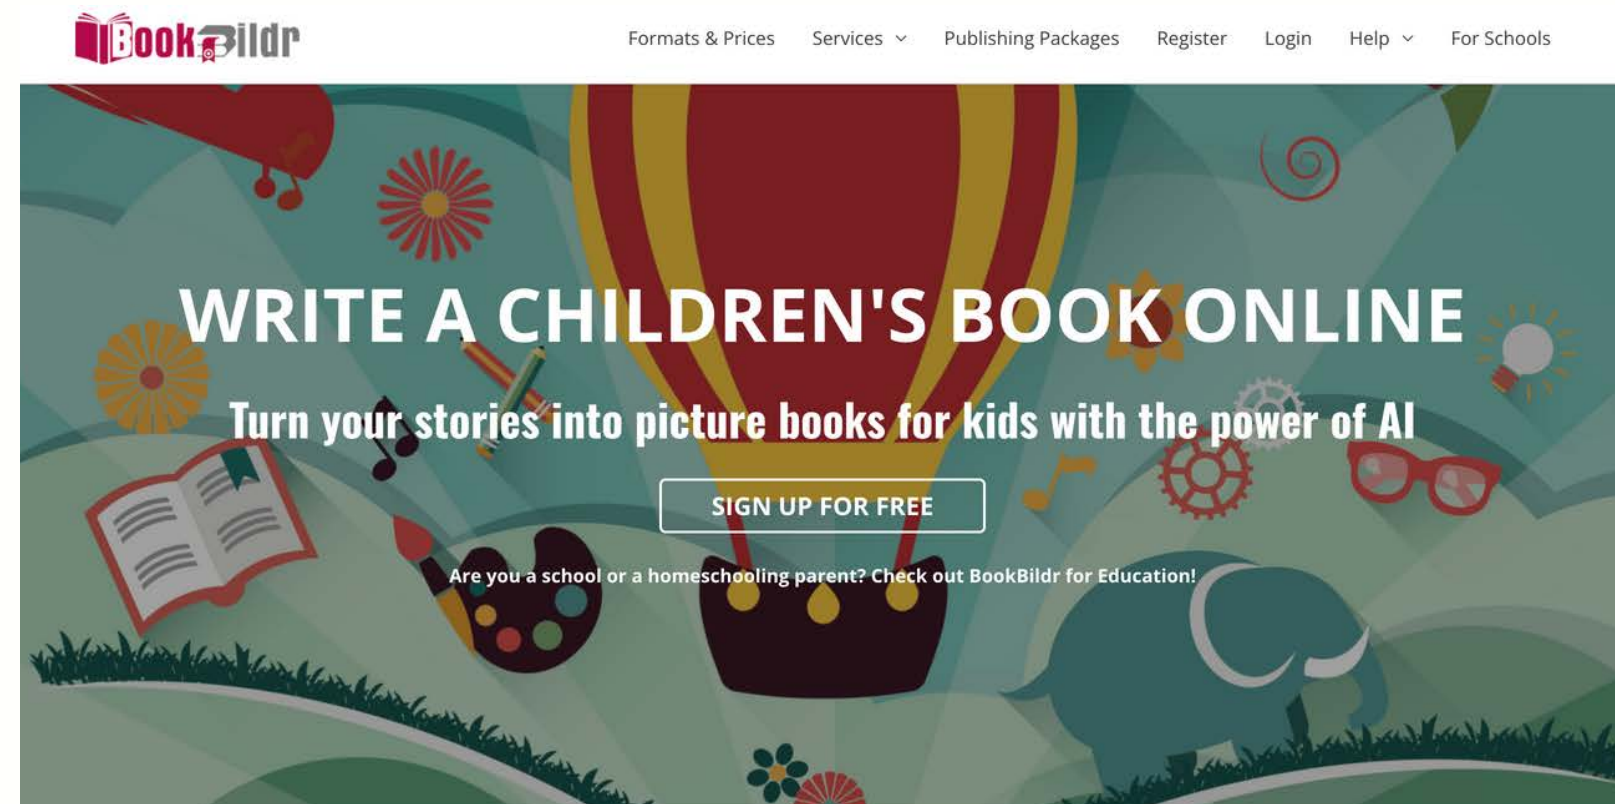 BookBildr
Formats & Prices Services Publishing Packages Register Login Help For Schools
WRITE A CHILDREN'S BOOK ONLINE
Turn your stories into picture books for kids with the power of AI
SIGN UP FOR FREE
Are you a school or a homeschooling parent? Check out BookBildr for Education!